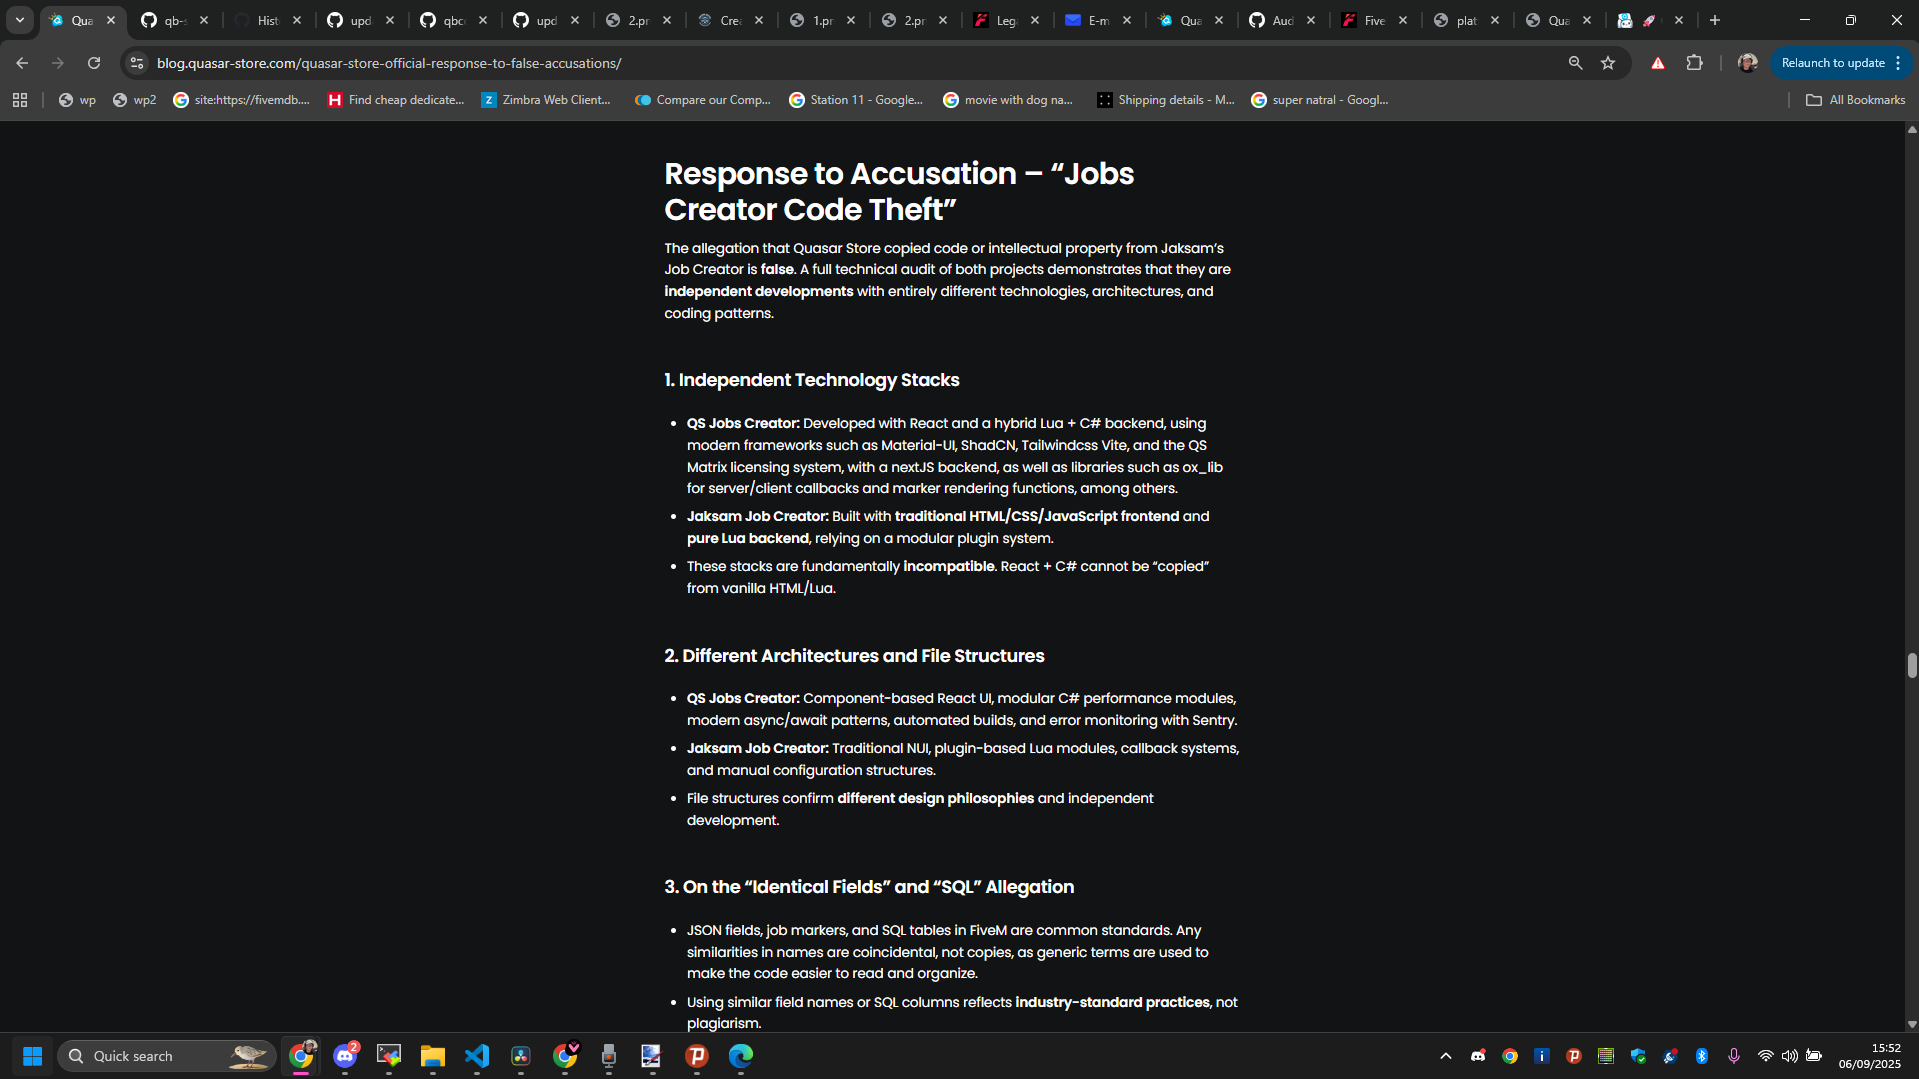 Qua
qb-s
Hist
upd
qbc
upd
2.pr
Crea
1.pr
2.pr
Lega
E-m
Qua
Aud
Five
plat
Qua
blog.quasar-store.com/quasar-store-official-response-to-false-accusations/
Relaunch to update
wp
wp2
site:https://fivemdb....
Find cheap dedicate...
Zimbra Web Client...
Compare our Comp...
Station 11 - Google...
movie with dog na...
Shipping details - M...
super natral - Googl...
All Bookmarks
Response to Accusation – “Jobs
Creator Code Theft”
The allegation that Quasar Store copied code or intellectual property from Jaksam’s
Job Creator is false. A full technical audit of both projects demonstrates that they are
independent developments with entirely different technologies, architectures, and
coding patterns.
1. Independent Technology Stacks
• QS Jobs Creator: Developed with React and a hybrid Lua + C# backend, using
modern frameworks such as Material-UI, ShadCN, Tailwindcss Vite, and the QS
Matrix licensing system, with a nextJS backend, as well as libraries such as ox_lib
for server/client callbacks and marker rendering functions, among others.
• Jaksam Job Creator: Built with traditional HTML/CSS/JavaScript frontend and
pure Lua backend, relying on a modular plugin system.
• These stacks are fundamentally incompatible. React + C# cannot be “copied”
from vanilla HTML/Lua.
2. Different Architectures and File Structures
• QS Jobs Creator: Component-based React UI, modular C# performance modules,
modern async/await patterns, automated builds, and error monitoring with Sentry.
• Jaksam Job Creator: Traditional NUI, plugin-based Lua modules, callback systems,
and manual configuration structures.
• File structures confirm different design philosophies and independent
development.
3. On the “Identical Fields” and “SQL” Allegation
• JSON fields, job markers, and SQL tables in FiveM are common standards. Any
similarities in names are coincidental, not copies, as generic terms are used to
make the code easier to read and organize.
• Using similar field names or SQL columns reflects industry-standard practices, not
plagiarism.
Quick search
2
15:52
06/09/2025